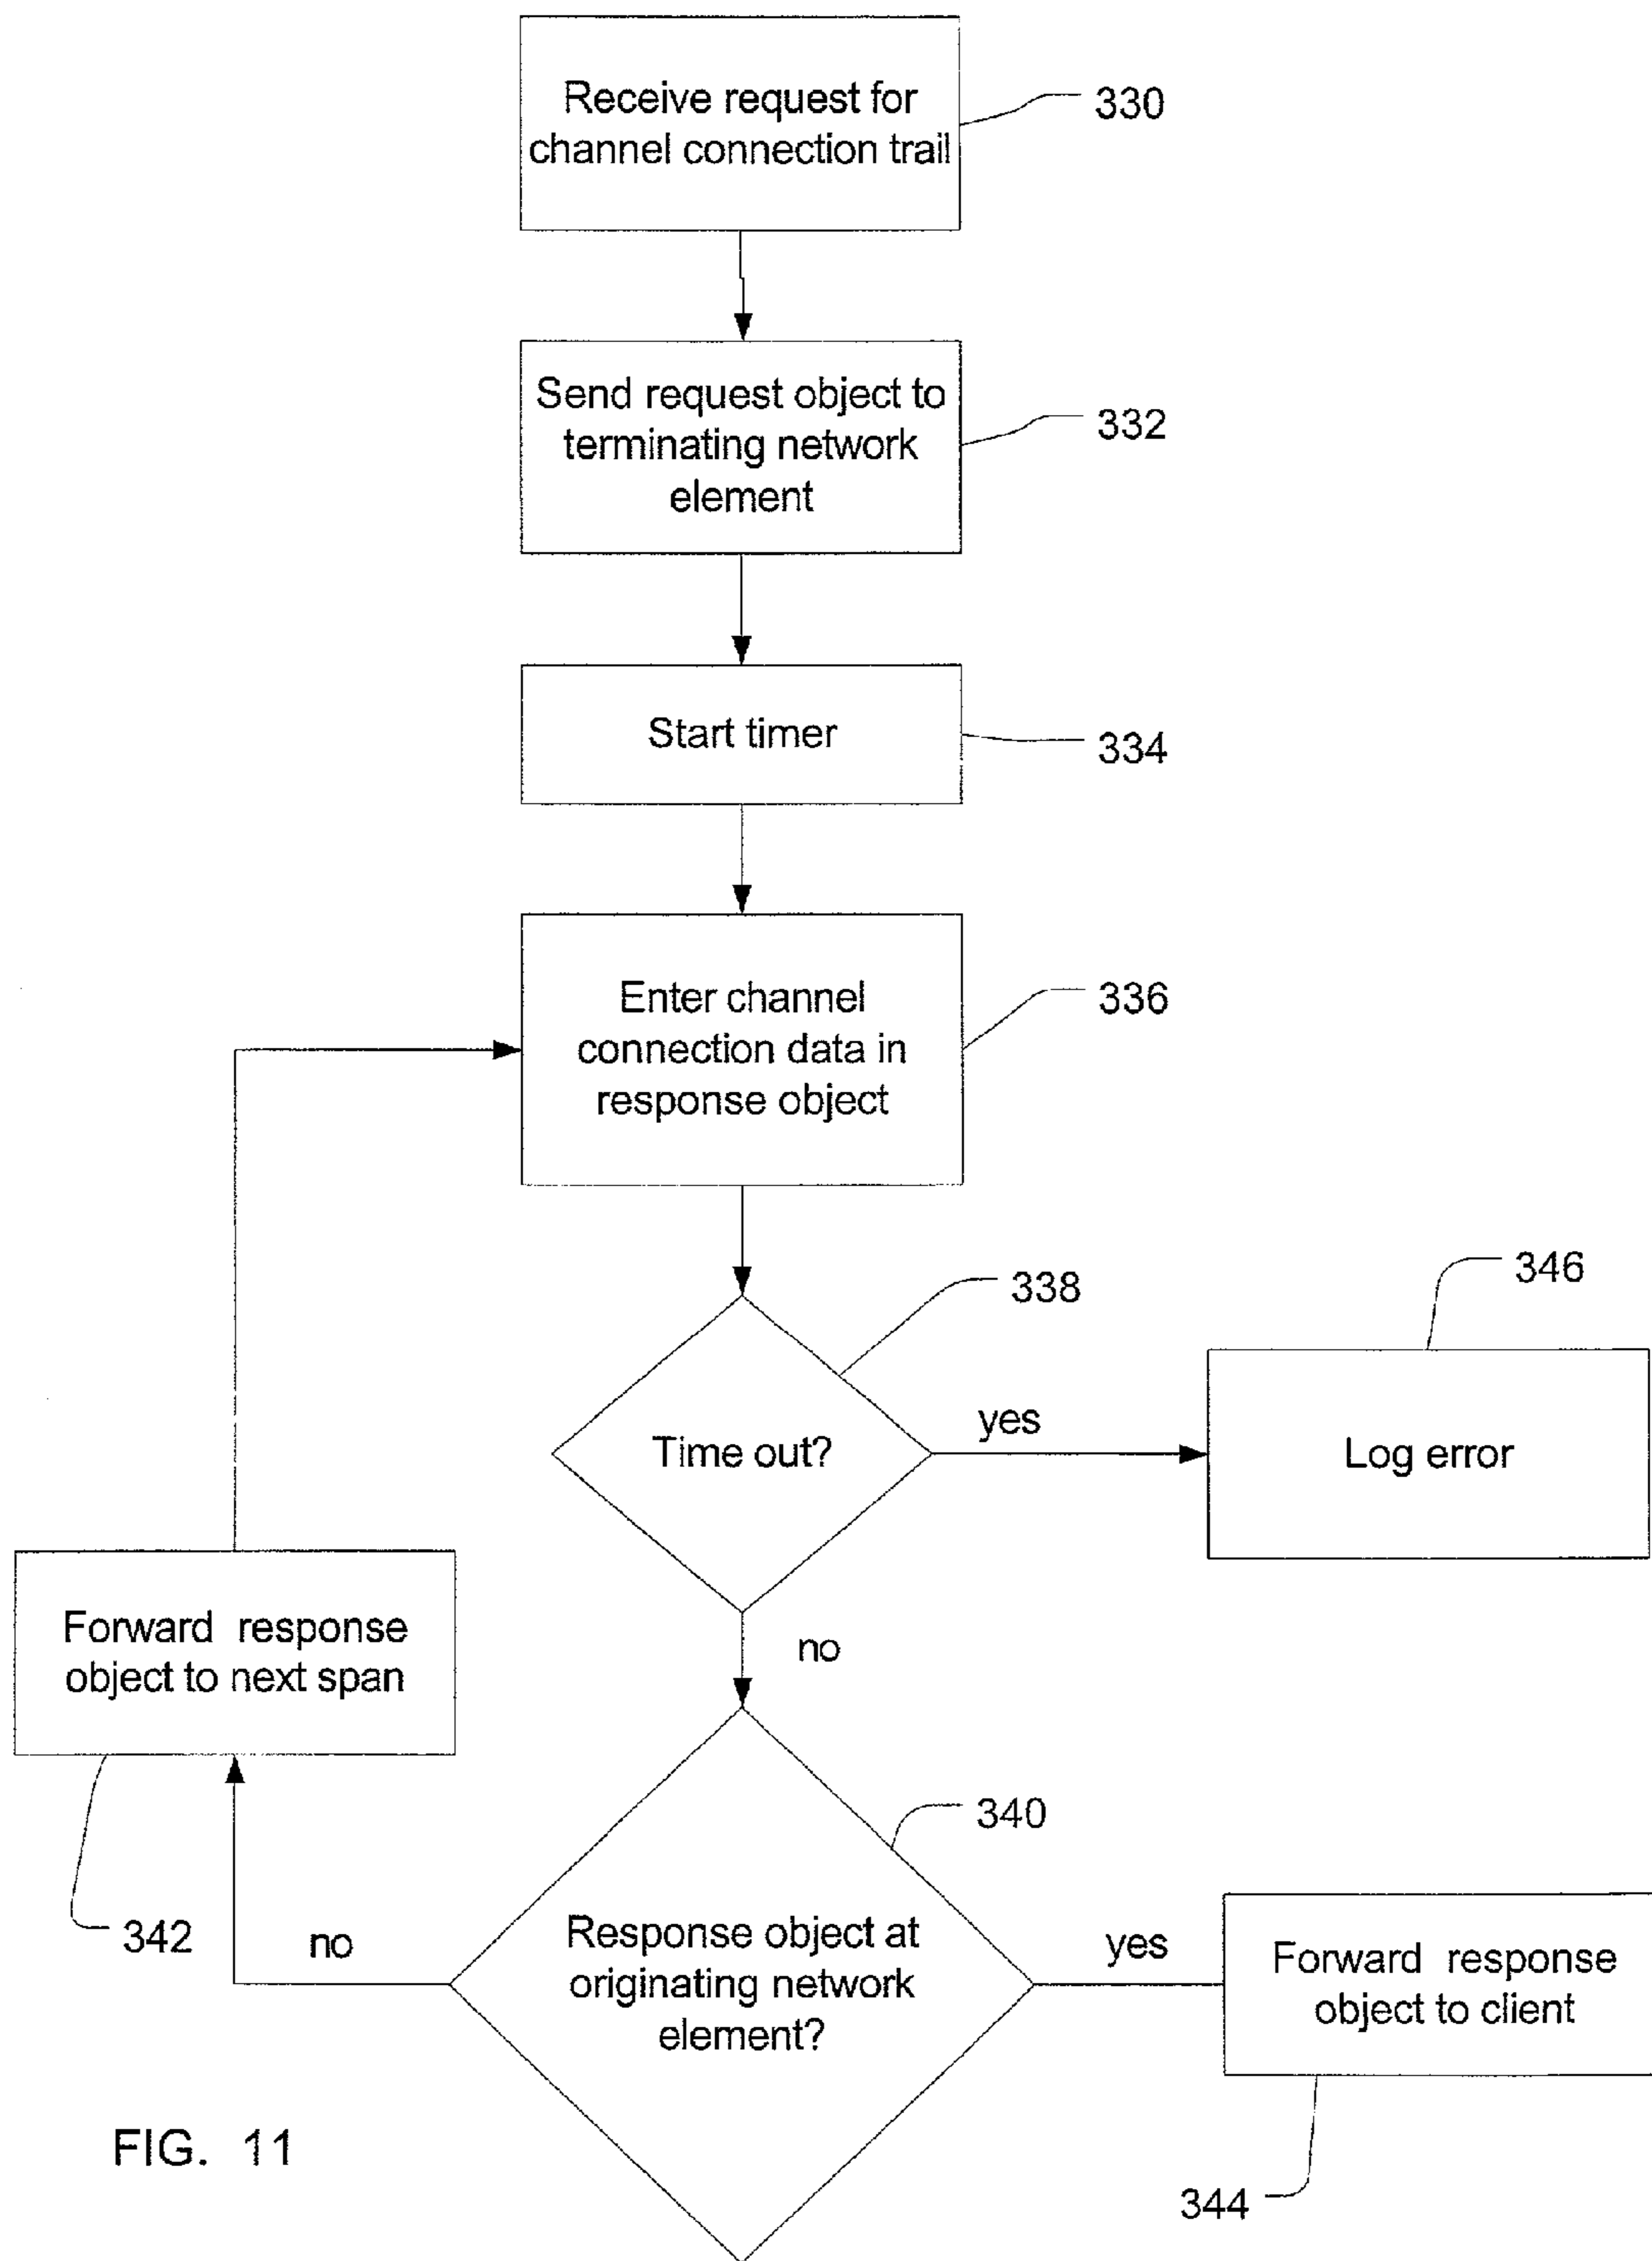 Receive request for
channel connection trail
330
Send request object to
terminating network
element
332
Start timer
334
Enter channel
connection data in
response object
336
338
346
Time out?
yes
Log error
Forward response
object to next span
no
340
342
no
Response object at
originating network
element?
yes
Forward response
object to client
FIG. 11
344